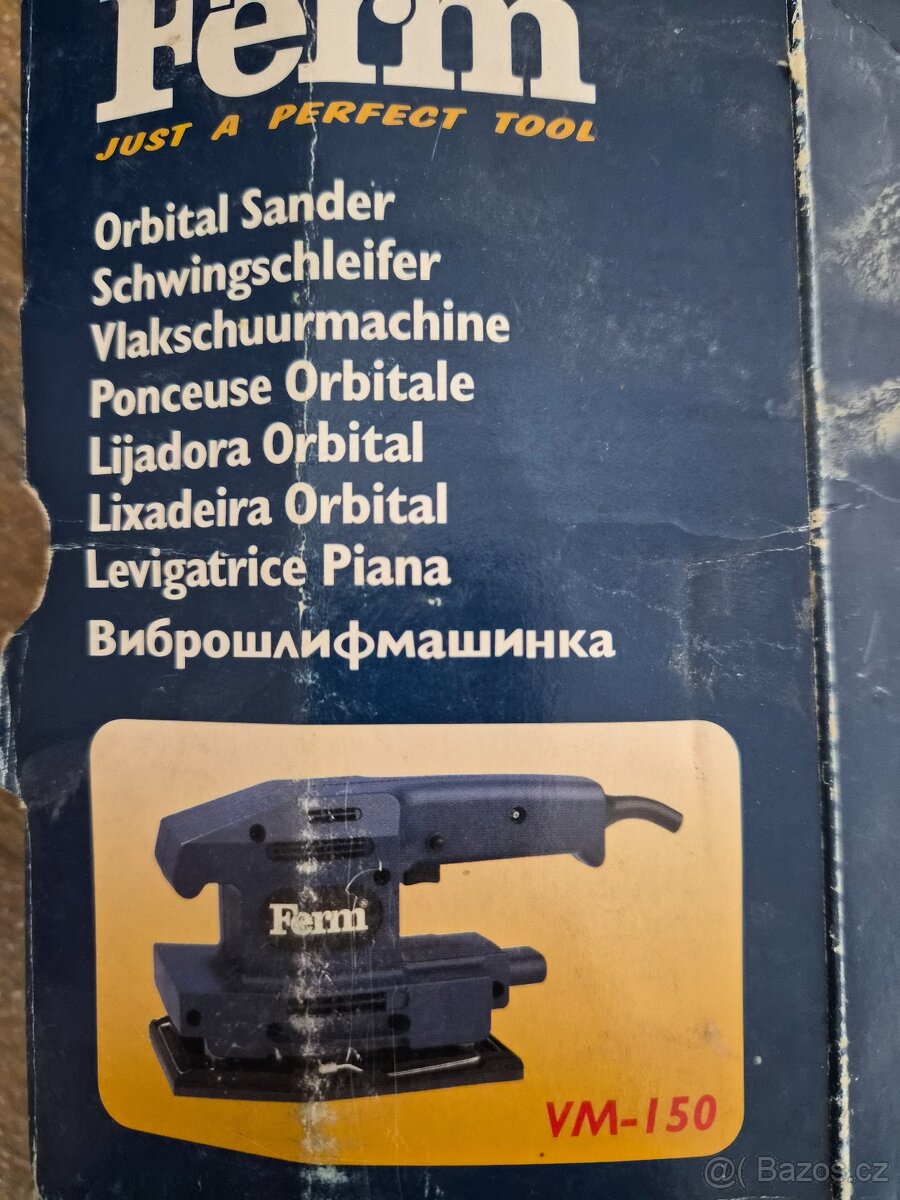 Ferm
JUST A PERFECT TOOL
Orbital Sander
Schwingschleifer
Vlakschuurmachine
Ponceuse Orbitale
Lijadora Orbital
Lixadeira Orbital
Levigatrice Piana
Виброшлифмашинка
Ferm®
VM-150
@( Bazoš.cz